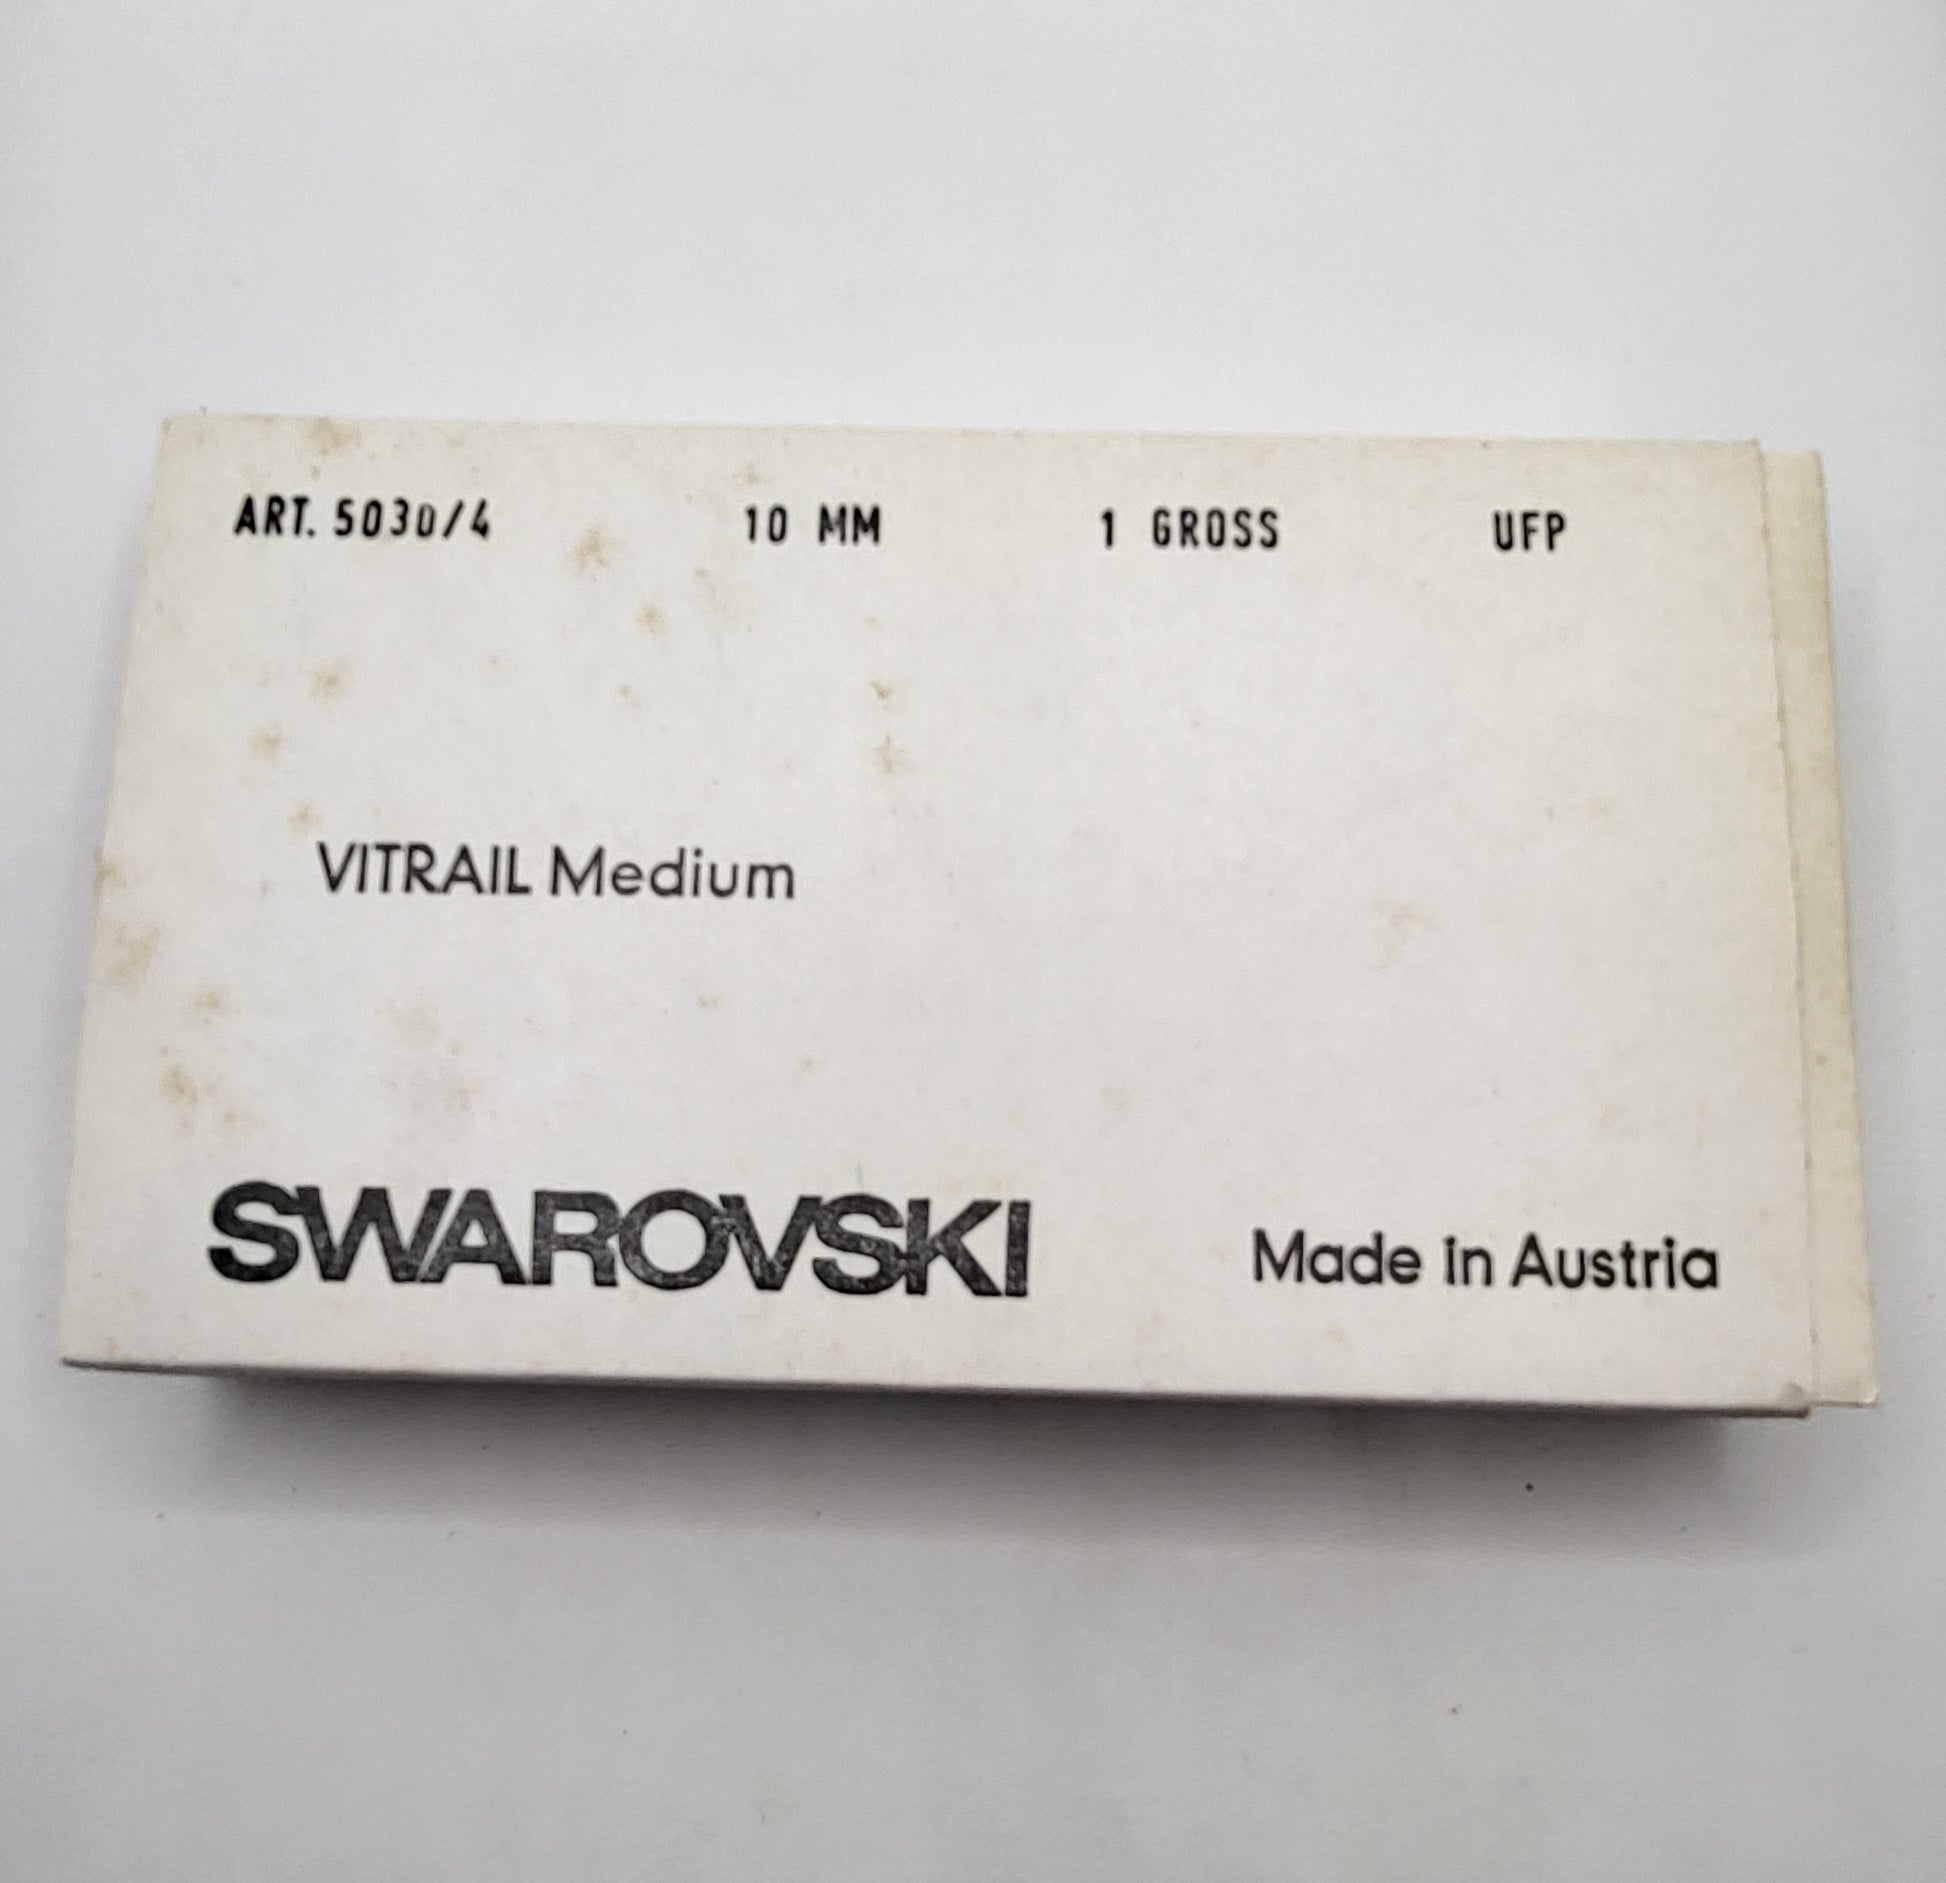 ART. 5030/4 10 MM 1 GROSS UFP
VITRAIL Medium
SWAROVSKI Made in Austria